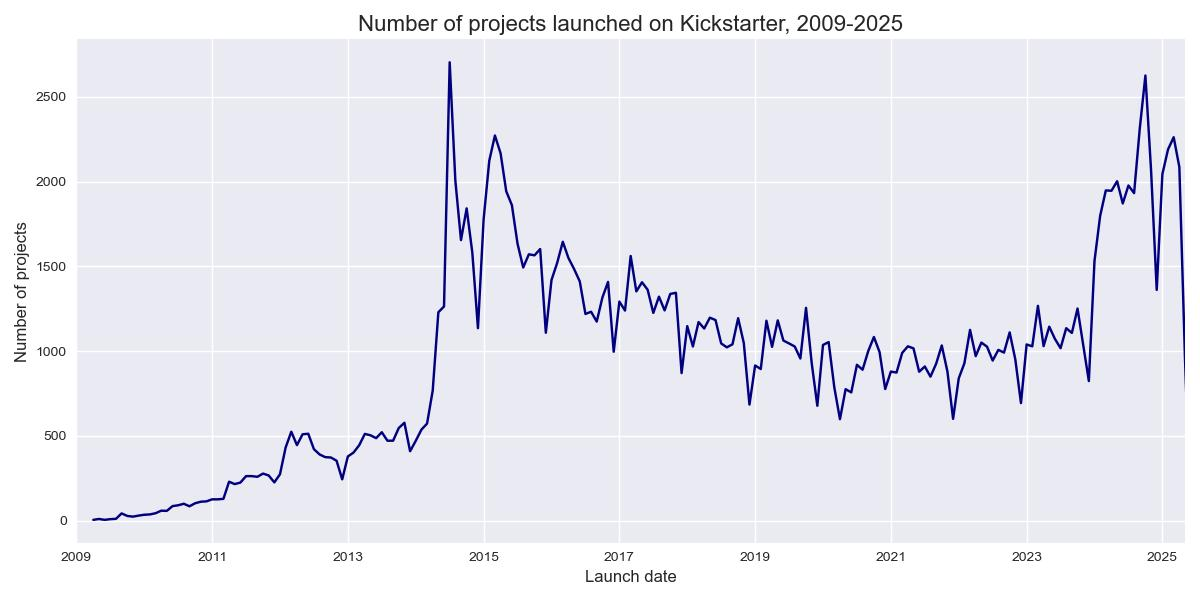 Number of projects launched on Kickstarter, 2009-2025
Number of projects
2500
2000
1500
1000
500
0
2009 2011 2013 2015 2017 2019 2021 2023 2025
Launch date